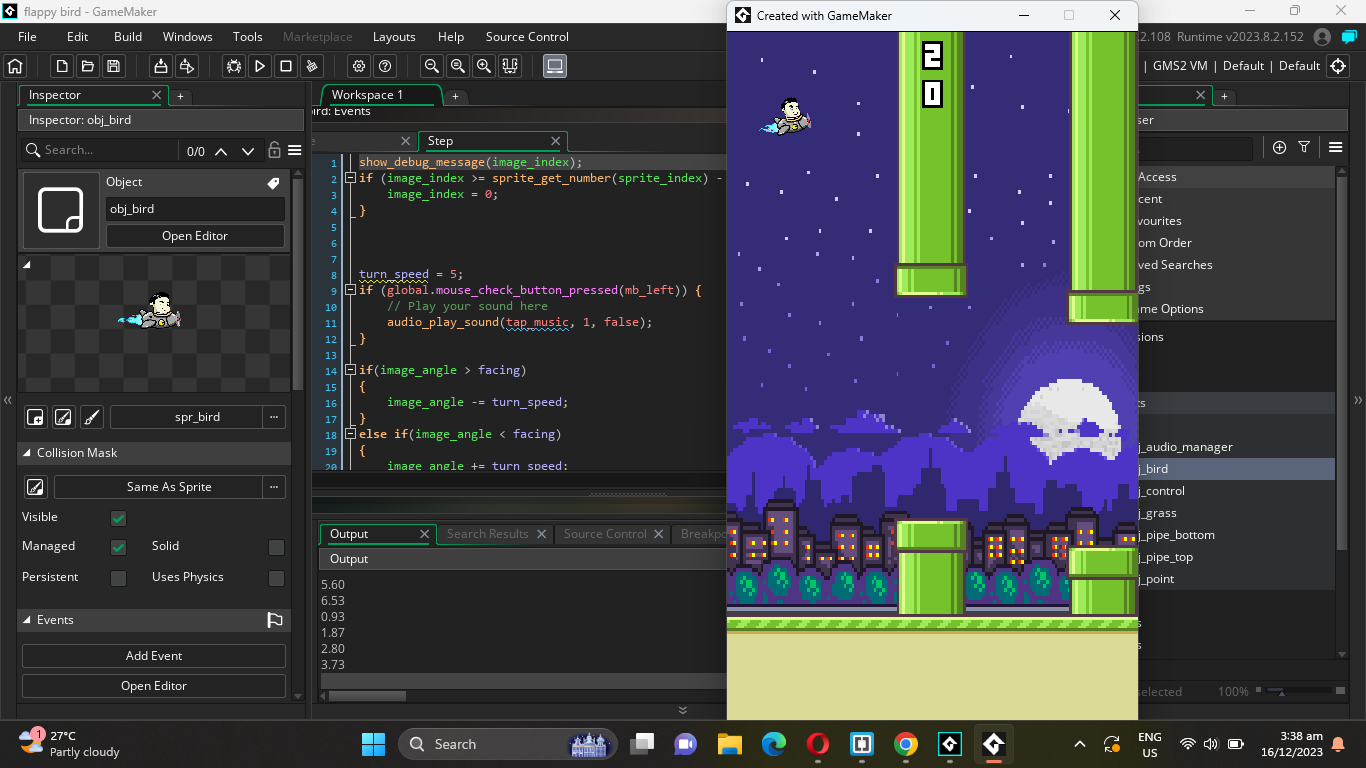 flappy bird - GameMaker
Created with GameMaker
File Edit Build Windows Tools Marketplace Layouts Help Source Control
.2.108 Runtime v2023.8.2.152
| GMS2 VM | Default | Default
Inspector
Workspace 1
Inspector: obj_bird
ird: Events
ser
Search...
0/0
Step
Object
obj_bird
Open Editor
1 show_debug_message(image_index);
2 if (image_index >= sprite_get_number(sprite_index) -
3 image_index = 0;
4 }
5
6
7
8 turn_speed = 5;
9 if (global.mouse_check_button_pressed(mb_left)) {
10 // Play your sound here
11 audio_play_sound(tap_music, 1, false);
12 }
13
14 if(image_angle > facing)
15 {
16 image_angle -= turn_speed;
17 }
18 else if(image_angle < facing)
19 {
20 image_angle += turn_speed;
2
0
Access
cent
vourites
om Order
ved Searches
gs
me Options
sions
ts
j_audio_manager
j_bird
j_control
j_grass
j_pipe_bottom
j_pipe_top
j_point
s
s
selected 100%
spr_bird
Collision Mask
Same As Sprite
Visible
Managed Solid
Persistent Uses Physics
Events
Add Event
Open Editor
Output Search Results Source Control Breakpo
Output
5.60
6.53
0.93
1.87
2.80
3.73
1
27°C
Partly cloudy
Search
ENG
US
3:38 am
16/12/2023